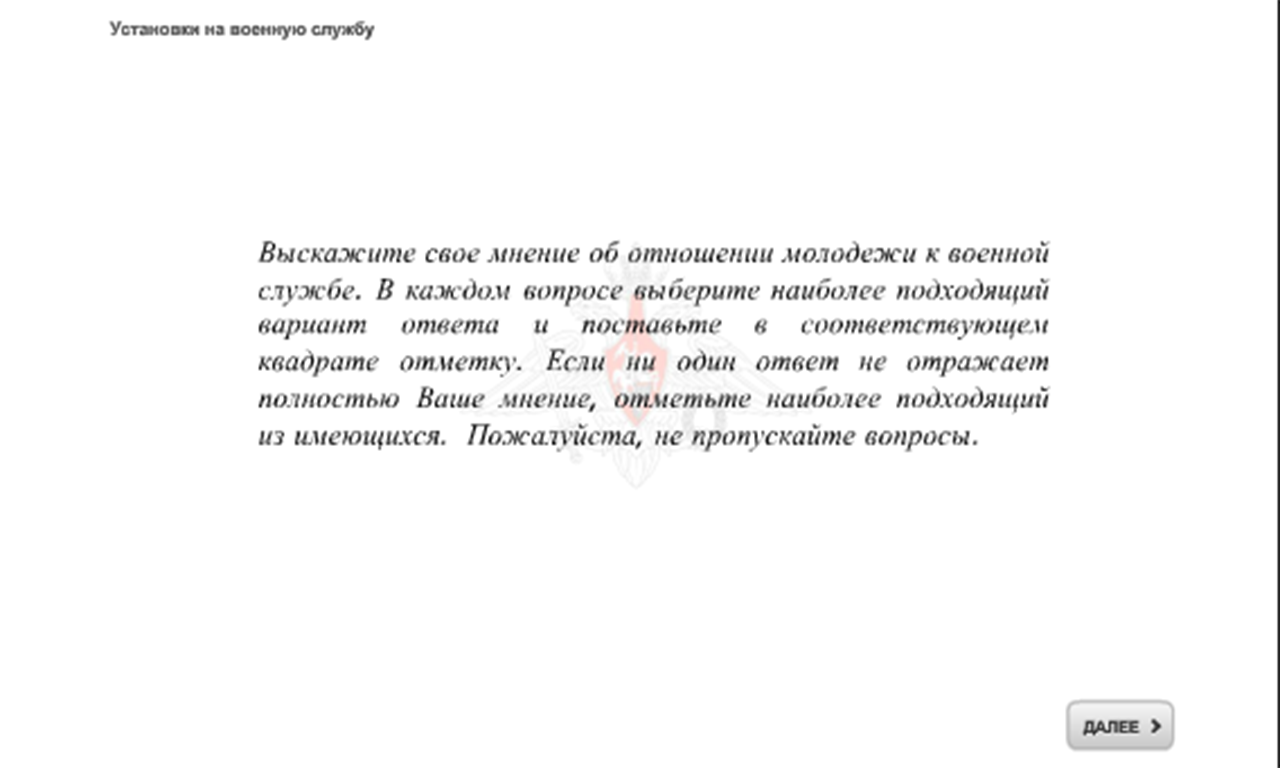 Установки на военную службу
Выскажите свое мнение об отношении молодежи к военной
службе. В каждом вопросе выберите наиболее подходящий
вариант ответа и поставьте в соответствующем
квадрате отметку. Если ни один ответ не отражает
полностью Ваше мнение, отметьте наиболее подходящий
из имеющихся. Пожалуйста, не пропускайте вопросы.
ДАЛЕЕ